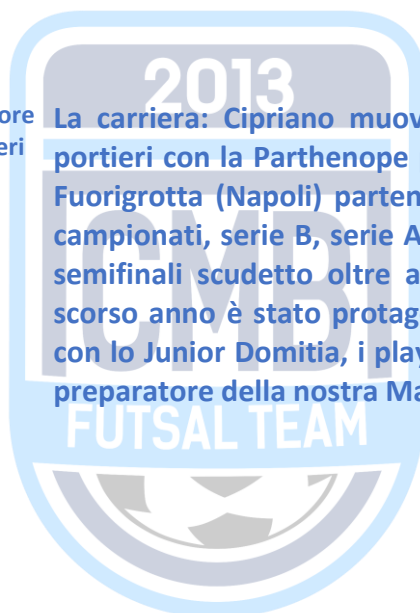 2013
ore
eri
La carriera: Cipriano muov
portieri con la Parthenope
Fuorigrotta (Napoli) parten
campionati, serie B, serie A
semifinali scudetto oltre a
scorso anno è stato protag
con lo Junior Domitia, i play
preparatore della nostra Ma
CMB
FUTSAL TEAM